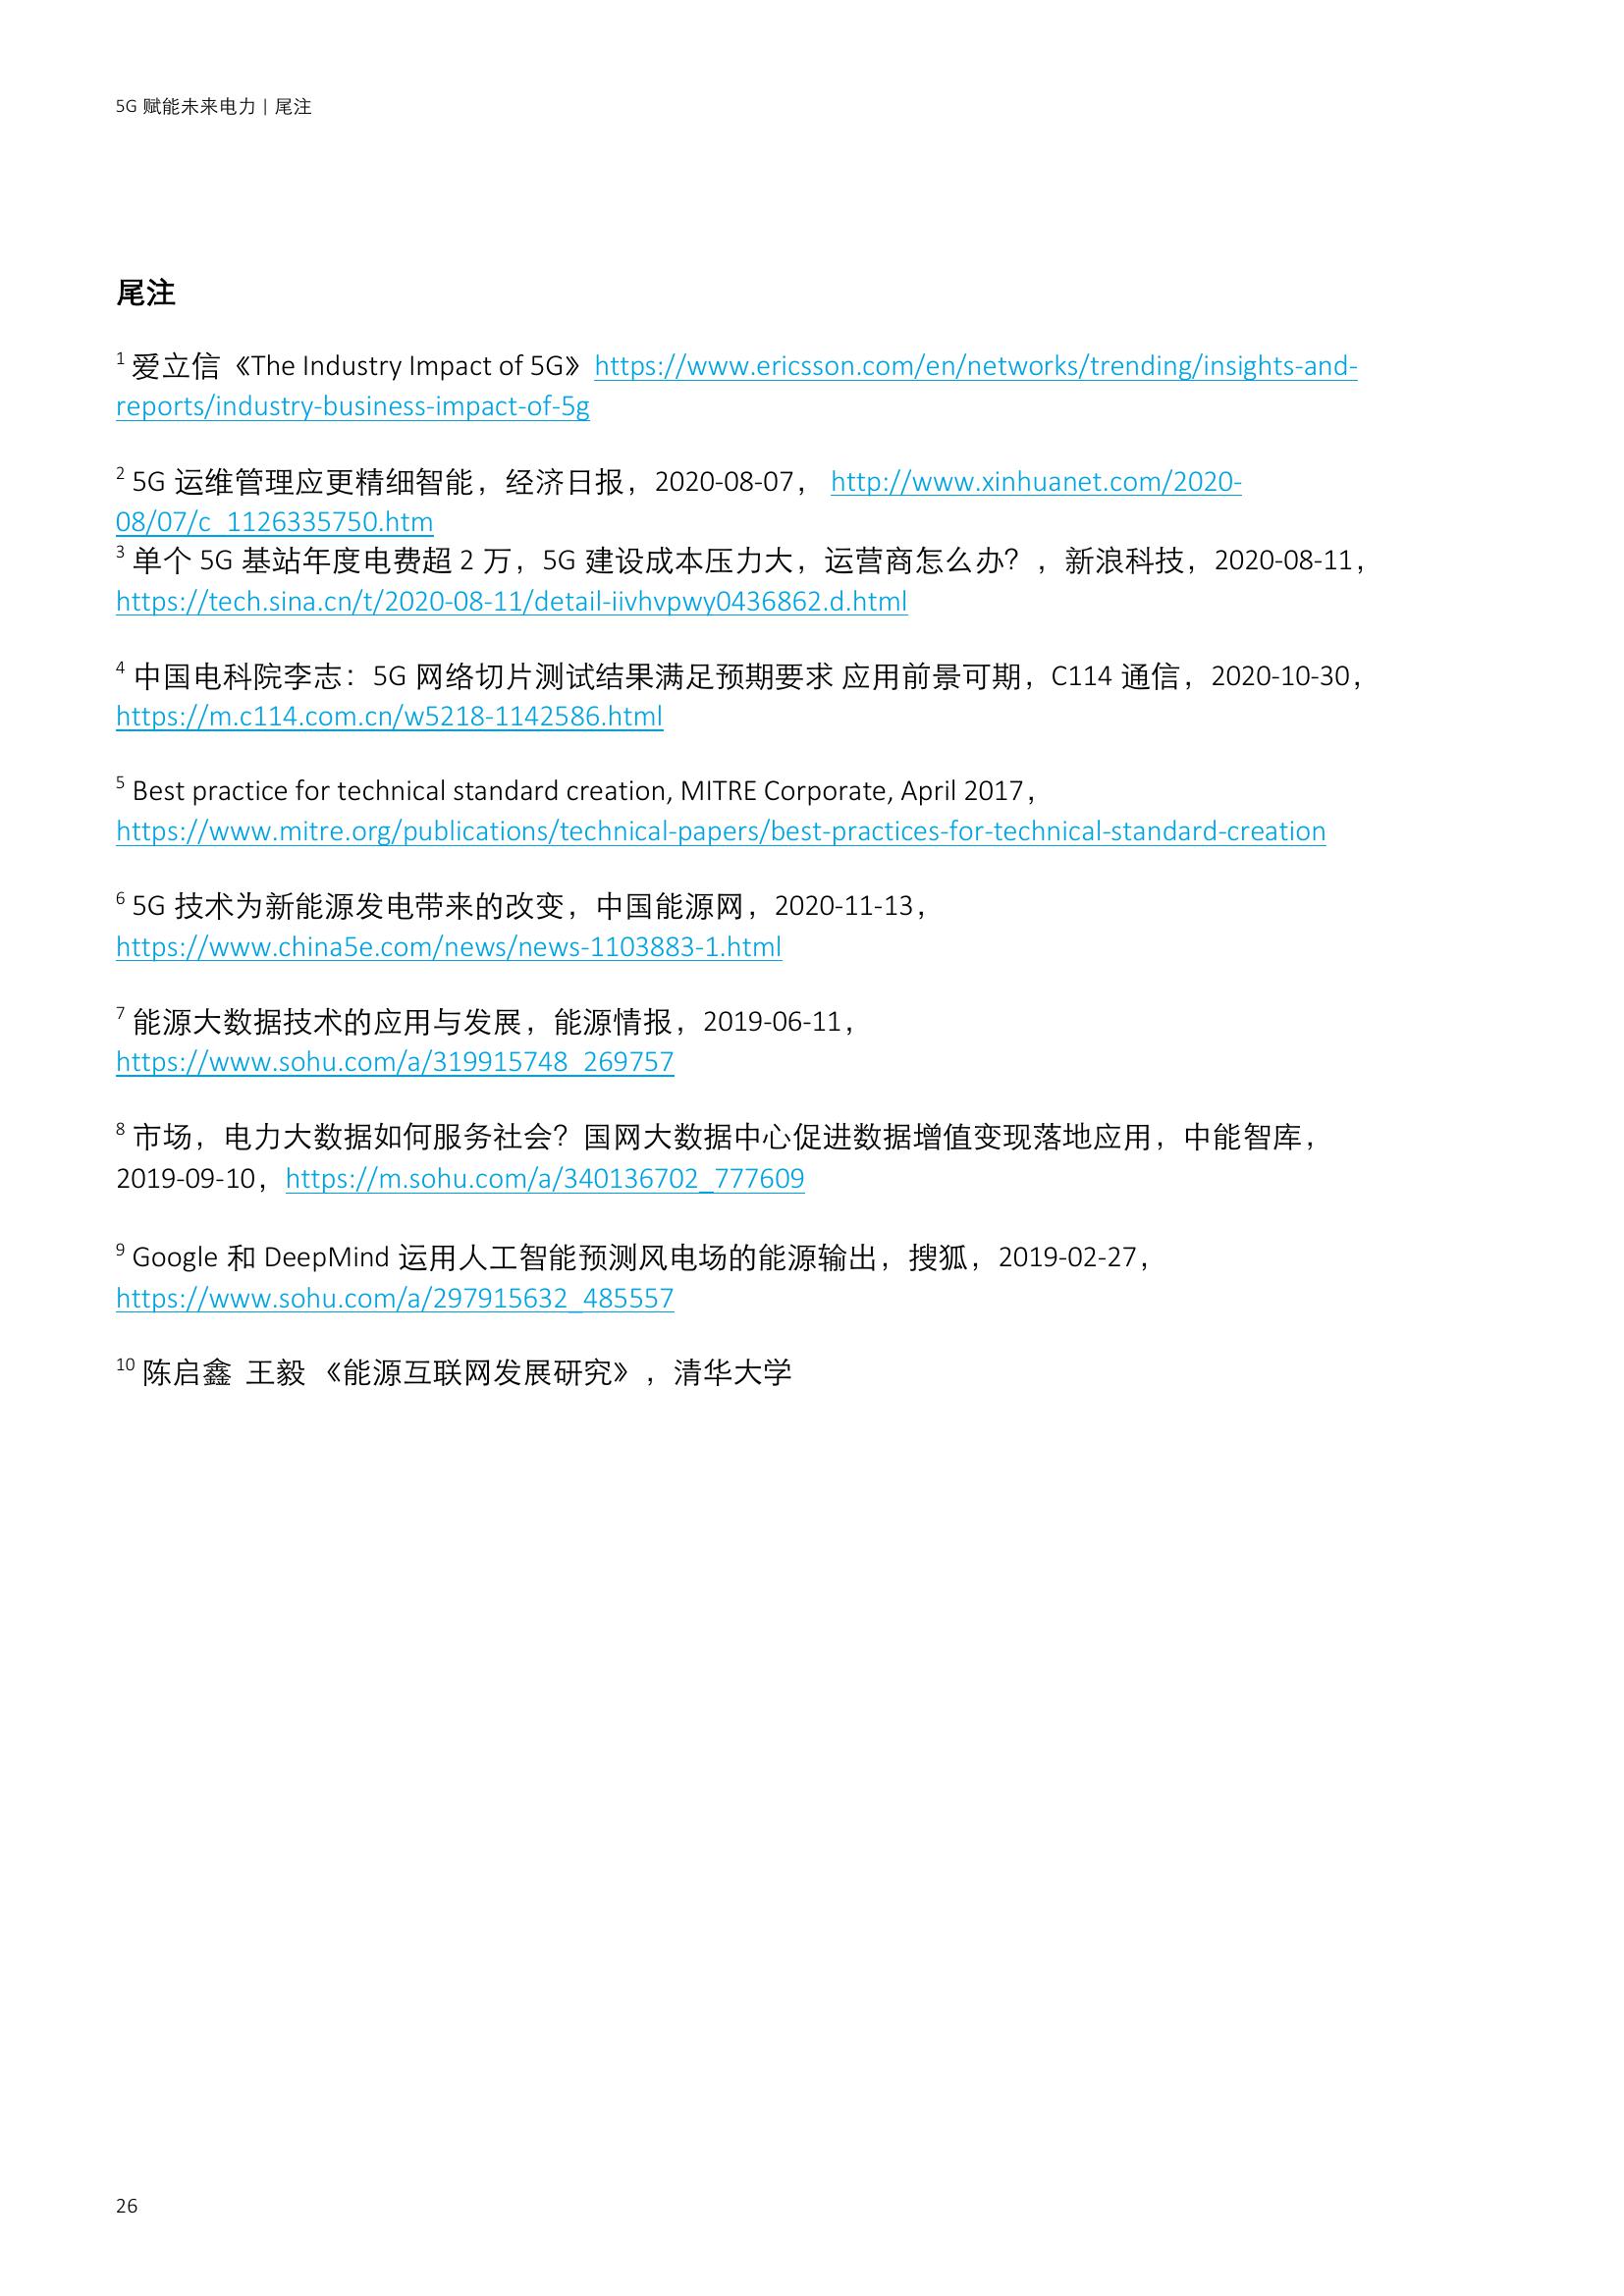 5G 赋能未来电力 | 尾注
尾注
1 爱立信《The Industry Impact of 5G》https://www.ericsson.com/en/networks/trending/insights-and-
reports/industry-business-impact-of-5g
2 5G 运维管理应更精细智能，经济日报，2020-08-07， http://www.xinhuanet.com/2020-
08/07/c_1126335750.htm
3 单个 5G 基站年度电费超 2 万，5G 建设成本压力大，运营商怎么办？，新浪科技，2020-08-11，
https://tech.sina.cn/t/2020-08-11/detail-iivhvpwy0436862.d.html
4 中国电科院李志：5G 网络切片测试结果满足预期要求 应用前景可期，C114 通信，2020-10-30，
https://m.c114.com.cn/w5218-1142586.html
5 Best practice for technical standard creation, MITRE Corporate, April 2017，
https://www.mitre.org/publications/technical-papers/best-practices-for-technical-standard-creation
6 5G 技术为新能源发电带来的改变，中国能源网，2020-11-13，
https://www.china5e.com/news/news-1103883-1.html
7 能源大数据技术的应用与发展，能源情报，2019-06-11，
https://www.sohu.com/a/319915748_269757
8 市场，电力大数据如何服务社会？国网大数据中心促进数据增值变现落地应用，中能智库，
2019-09-10，https://m.sohu.com/a/340136702_777609
9 Google 和 DeepMind 运用人工智能预测风电场的能源输出，搜狐，2019-02-27，
https://www.sohu.com/a/297915632_485557
10 陈启鑫 王毅 《能源互联网发展研究》，清华大学
26